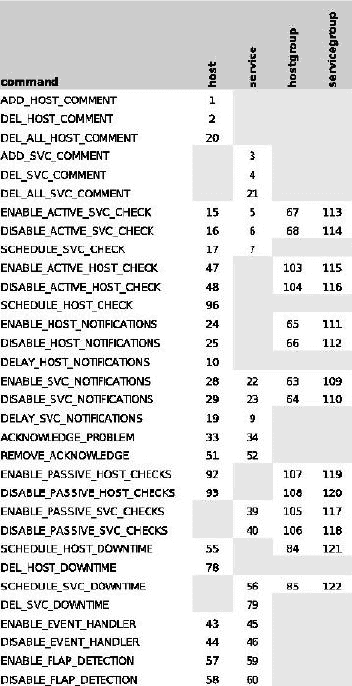 command host service hostgroup servicegroup
ADD_HOST_COMMENT 1
DEL_HOST_COMMENT 2
DEL_ALL_HOST_COMMENT 20
ADD_SVC_COMMENT 3
DEL_SVC_COMMENT 4
DEL_ALL_SVC_COMMENT 21
ENABLE_ACTIVE_SVC_CHECK 15 5 67 113
DISABLE_ACTIVE_SVC_CHECK 16 6 68 114
SCHEDULE_SVC_CHECK 17 7
ENABLE_ACTIVE_HOST_CHECK 47 103 115
DISABLE_ACTIVE_HOST_CHECK 48 104 116
SCHEDULE_HOST_CHECK 96
ENABLE_HOST_NOTIFICATIONS 24 65 111
DISABLE_HOST_NOTIFICATIONS 25 66 112
DELAY_HOST_NOTIFICATIONS 10
ENABLE_SVC_NOTIFICATIONS 28 22 63 109
DISABLE_SVC_NOTIFICATIONS 29 23 64 110
DELAY_SVC_NOTIFICATIONS 19 9
ACKNOWLEDGE_PROBLEM 33 34
REMOVE_ACKNOWLEDGE 51 52
ENABLE_PASSIVE_HOST_CHECKS 92 107 119
DISABLE_PASSIVE_HOST_CHECKS 93 108 120
ENABLE_PASSIVE_SVC_CHECKS 39 105 117
DISABLE_PASSIVE_SVC_CHECKS 40 106 118
SCHEDULE_HOST_DOWNTIME 55 84 121
DEL_HOST_DOWNTIME 78
SCHEDULE_SVC_DOWNTIME 56 85 122
DEL_SVC_DOWNTIME 79
ENABLE_EVENT_HANDLER 43 45
DISABLE_EVENT_HANDLER 44 46
ENABLE_FLAP_DETECTION 57 59
DISABLE_FLAP_DETECTION 58 60